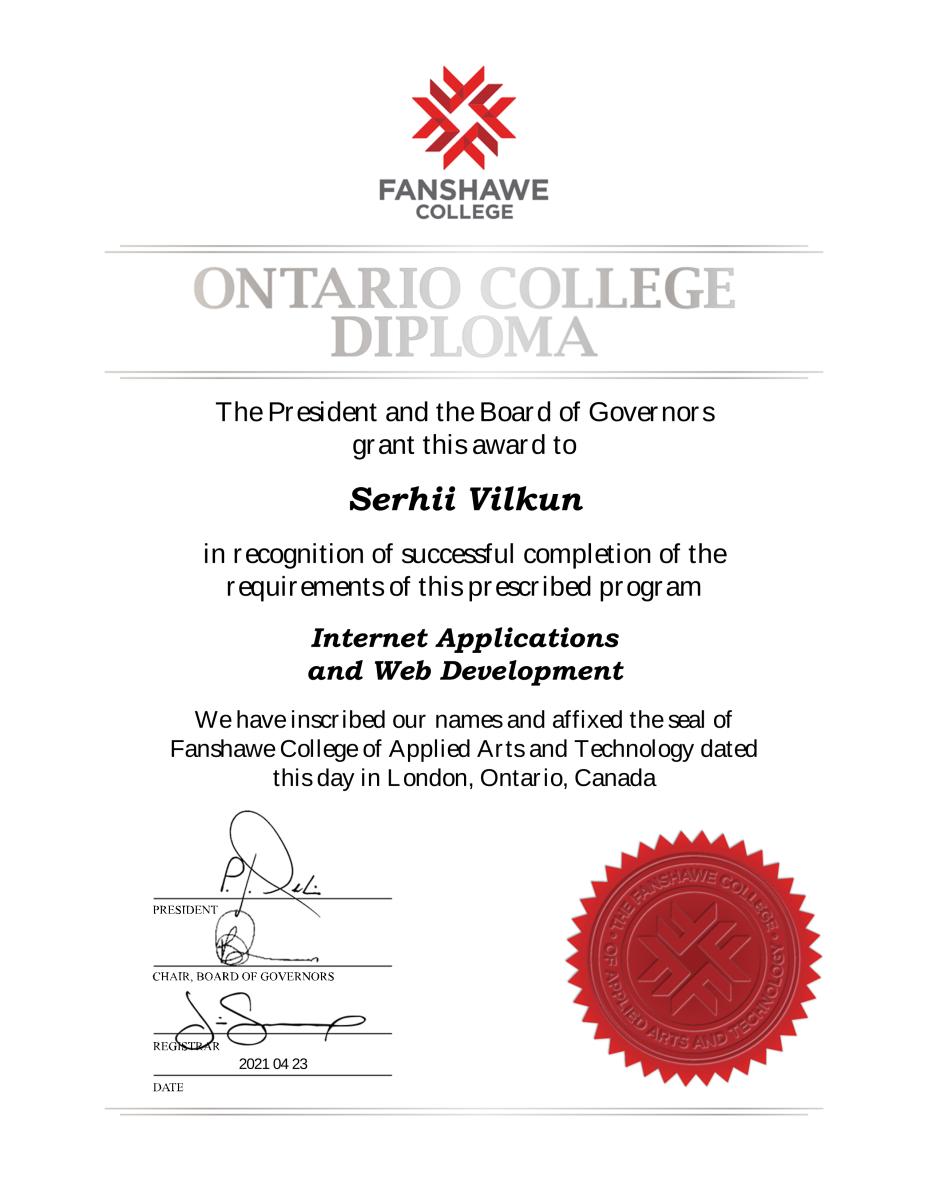 FANSHAWE
COLLEGE
ONTARIO COLLEGE
DIPLOMA
The President and the Board of Governors
grant this award to
Serhii Vilkun
in recognition of successful completion of the
requirements of this prescribed program
Internet Applications
and Web Development
We have inscribed our names and affixed the seal of
Fanshawe College of Applied Arts and Technology dated
this day in London, Ontario, Canada
PRESIDENT
CHAIR, BOARD OF GOVERNORS
REGISTRAR
2021 04 23
DATE
THE FANSHAWE COLLEGE
OF APPLIED ARTS AND TECHNOLOGY